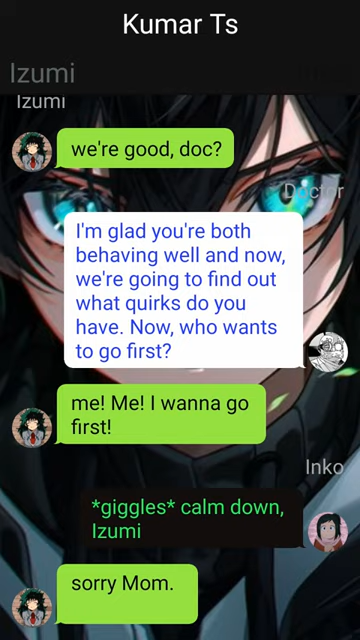 Kumar Ts
Izumi
Izumi
we're good, doc?
Doctor
I'm glad you're both
behaving well and now,
we're going to find out
what quirks do you
have. Now, who wants
to go first?
me! Me! I wanna go
first!
Inko
*giggles* calm down,
Izumi
sorry Mom.